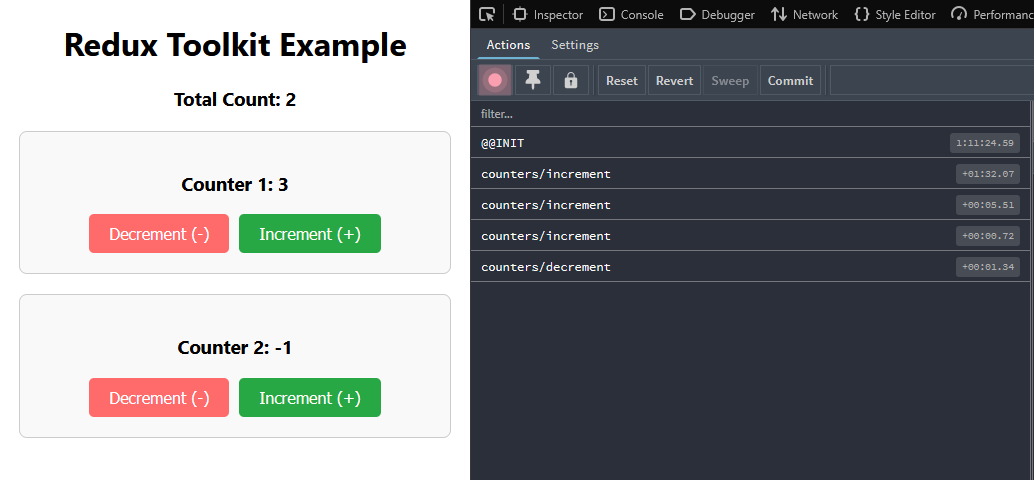 Redux Toolkit Example
Total Count: 2
Counter 1: 3
Decrement (-) Increment (+)
Counter 2: -1
Decrement (-) Increment (+)
Inspector Console Debugger Network Style Editor Performanc
Actions Settings
Reset Revert Sweep Commit
filter...
@@INIT 1:11:24.59
counters/increment +01:32.07
counters/increment +00:05.51
counters/increment +00:00.72
counters/decrement +00:01.34